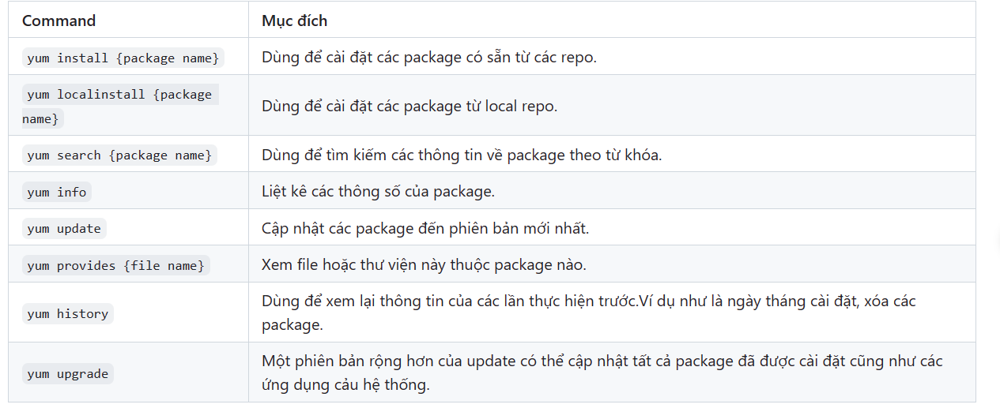 Command Mục đích
yum install {package name} Dùng để cài đặt các package có sẵn từ các repo.
yum localinstall {package
name} Dùng để cài đặt các package từ local repo.
yum search {package name} Dùng để tìm kiếm các thông tin về package theo từ khóa.
yum info Liệt kê các thông số của package.
yum update Cập nhật các package đến phiên bản mới nhất.
yum provides {file name} Xem file hoặc thư viện này thuộc package nào.
yum history Dùng để xem lại thông tin của các lần thực hiện trước.Ví dụ như là ngày tháng cài đặt, xóa các
package.
yum upgrade Một phiên bản rộng hơn của update có thể cập nhật tất cả package đã được cài đặt cũng như các
ứng dụng cảu hệ thống.